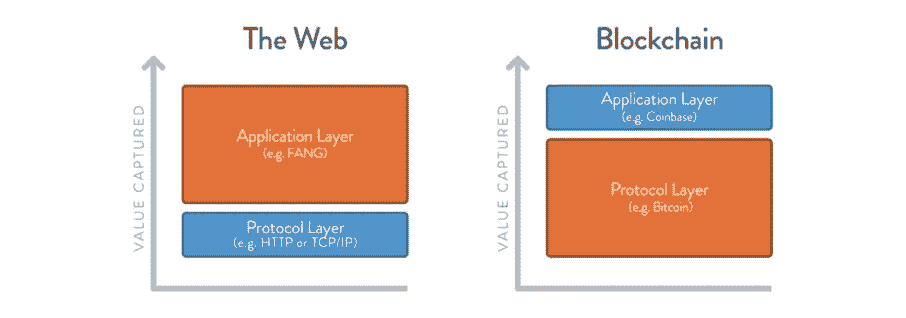 The Web
VALUE CAPTURED
Application Layer
(e.g. FANG)
Protocol Layer
(e.g. HTTP or TCP/IP)
Blockchain
VALUE CAPTURED
Application Layer
(e.g. Coinbase)
Protocol Layer
(e.g. Bitcoin)